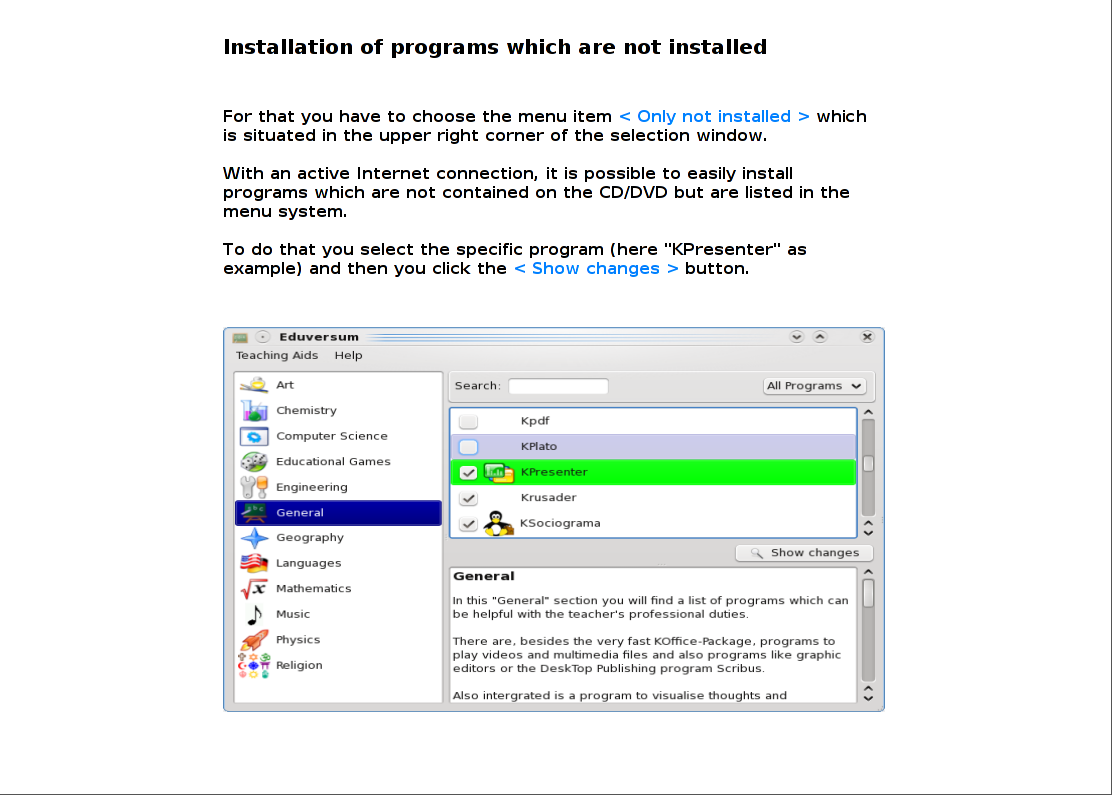 Installation of programs which are not installed
For that you have to choose the menu item < Only not installed > which
is situated in the upper right corner of the selection window.
With an active Internet connection, it is possible to easily install
programs which are not contained on the CD/DVD but are listed in the
menu system.
To do that you select the specific program (here "KPresenter" as
example) and then you click the < Show changes > button.
Eduversum
Teaching Aids Help
Art
Chemistry
Computer Science
Educational Games
Engineering
General
Geography
Languages
Mathematics
Music
Physics
Religion
Search:
All Programs
Kpdf
KPlato
KPresenter
Krusader
KSociograma
Show changes
General
In this "General" section you will find a list of programs which can
be helpful with the teacher's professional duties.
There are, besides the very fast KOffice-Package, programs to
play videos and multimedia files and also programs like graphic
editors or the DeskTop Publishing program Scribus.
Also intergrated is a program to visualise thoughts and